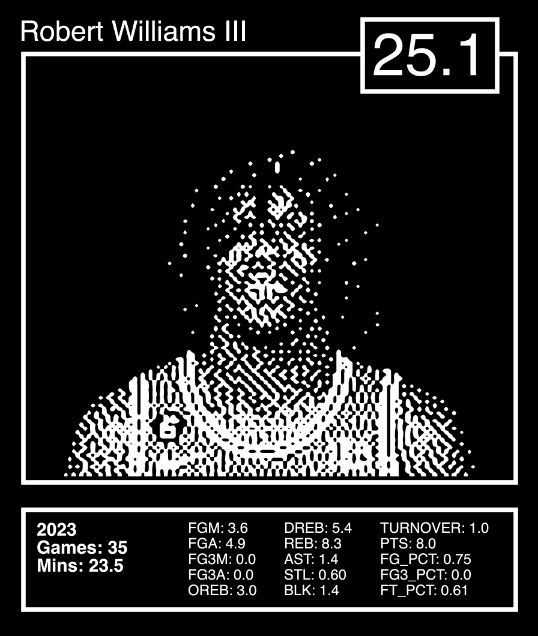 Robert Williams III
25.1
6
2023
Games: 35
Mins: 23.5
FGM: 3.6
FGA: 4.9
FG3M: 0.0
FG3A: 0.0
OREB: 3.0
DREB: 5.4
REB: 8.3
AST: 1.4
STL: 0.60
BLK: 1.4
TURNOVER: 1.0
PTS: 8.0
FG_PCT: 0.75
FG3_PCT: 0.0
FT_PCT: 0.61